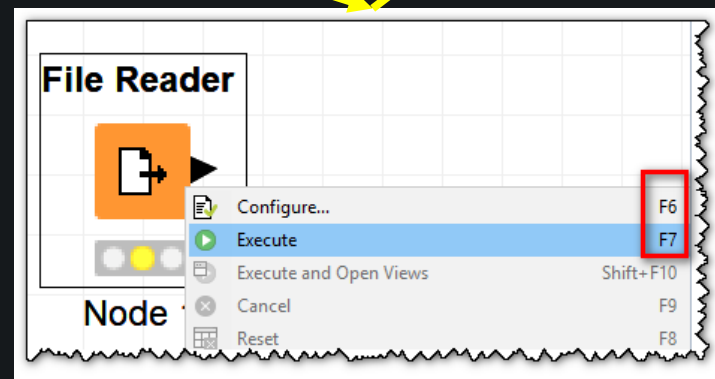 File Reader
Configure... F6
Execute F7
Execute and Open Views Shift+F10
Cancel F9
Reset F8
Node